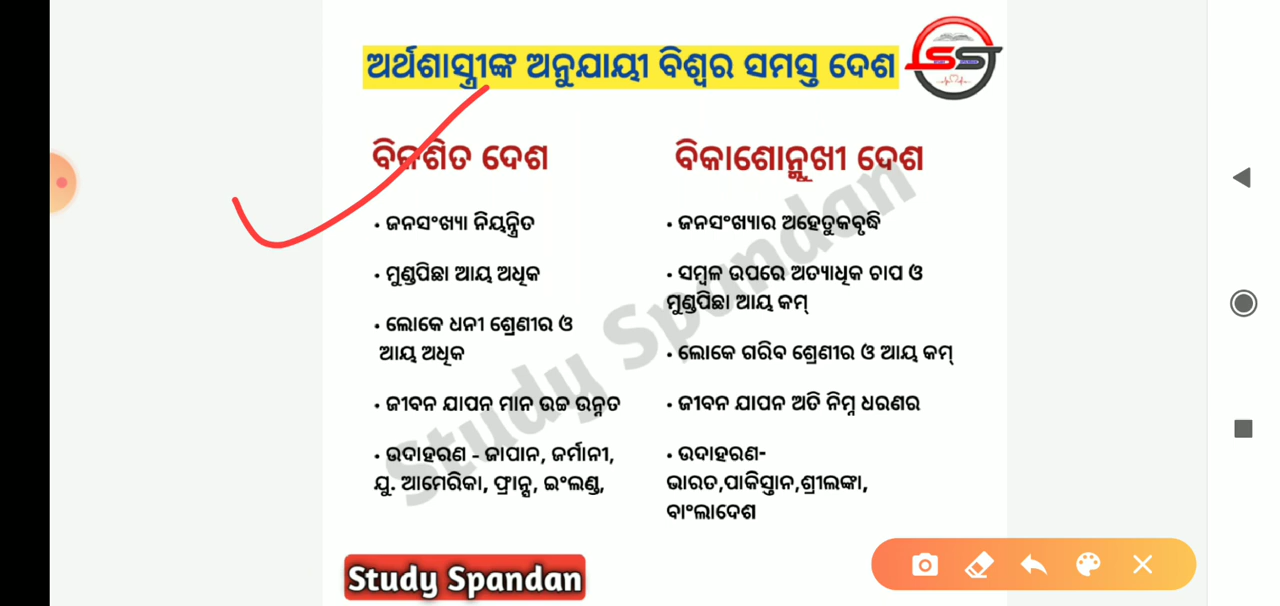 ଅର୍ଥଶାସ୍ତ୍ରୀଙ୍କ ଅନୁଯାୟୀ ବିଶ୍ୱର ସମସ୍ତ ଦେଶ
SS
ବିକଶିତ ଦେଶ
• ଜନସଂଖ୍ୟା ନିୟନ୍ତ୍ରିତ
• ମୁଣ୍ଡପିଛା ଆୟ ଅଧିକ
• ଲୋକେ ଧନୀ ଶ୍ରେଣୀର ଓ
ଆୟ ଅଧିକ
• ଜୀବନ ଯାପନ ମାନ ଉଚ୍ଚ ଉନ୍ନତ
• ଉଦାହରଣ - ଜାପାନ, ଜର୍ମାନୀ,
ଯୁ. ଆମେରିକା, ଫ୍ରାନ୍ସ, ଇଂଲଣ୍ଡ,
ବିକାଶୋନ୍ମୁଖୀ ଦେଶ
• ଜନସଂଖ୍ୟାର ଅହେତୁକବୃଦ୍ଧି
• ସମ୍ବଳ ଉପରେ ଅତ୍ୟାଧିକ ଚାପ ଓ
ମୁଣ୍ଡପିଛା ଆୟ କମ୍
• ଲୋକେ ଗରିବ ଶ୍ରେଣୀର ଓ ଆୟ କମ୍
• ଜୀବନ ଯାପନ ଅତି ନିମ୍ନ ଧରଣର
• ଉଦାହରଣ-
ଭାରତ,ପାକିସ୍ତାନ,ଶ୍ରୀଲଙ୍କା,
ବାଂଲାଦେଶ
Study Spandan
Study Spandan